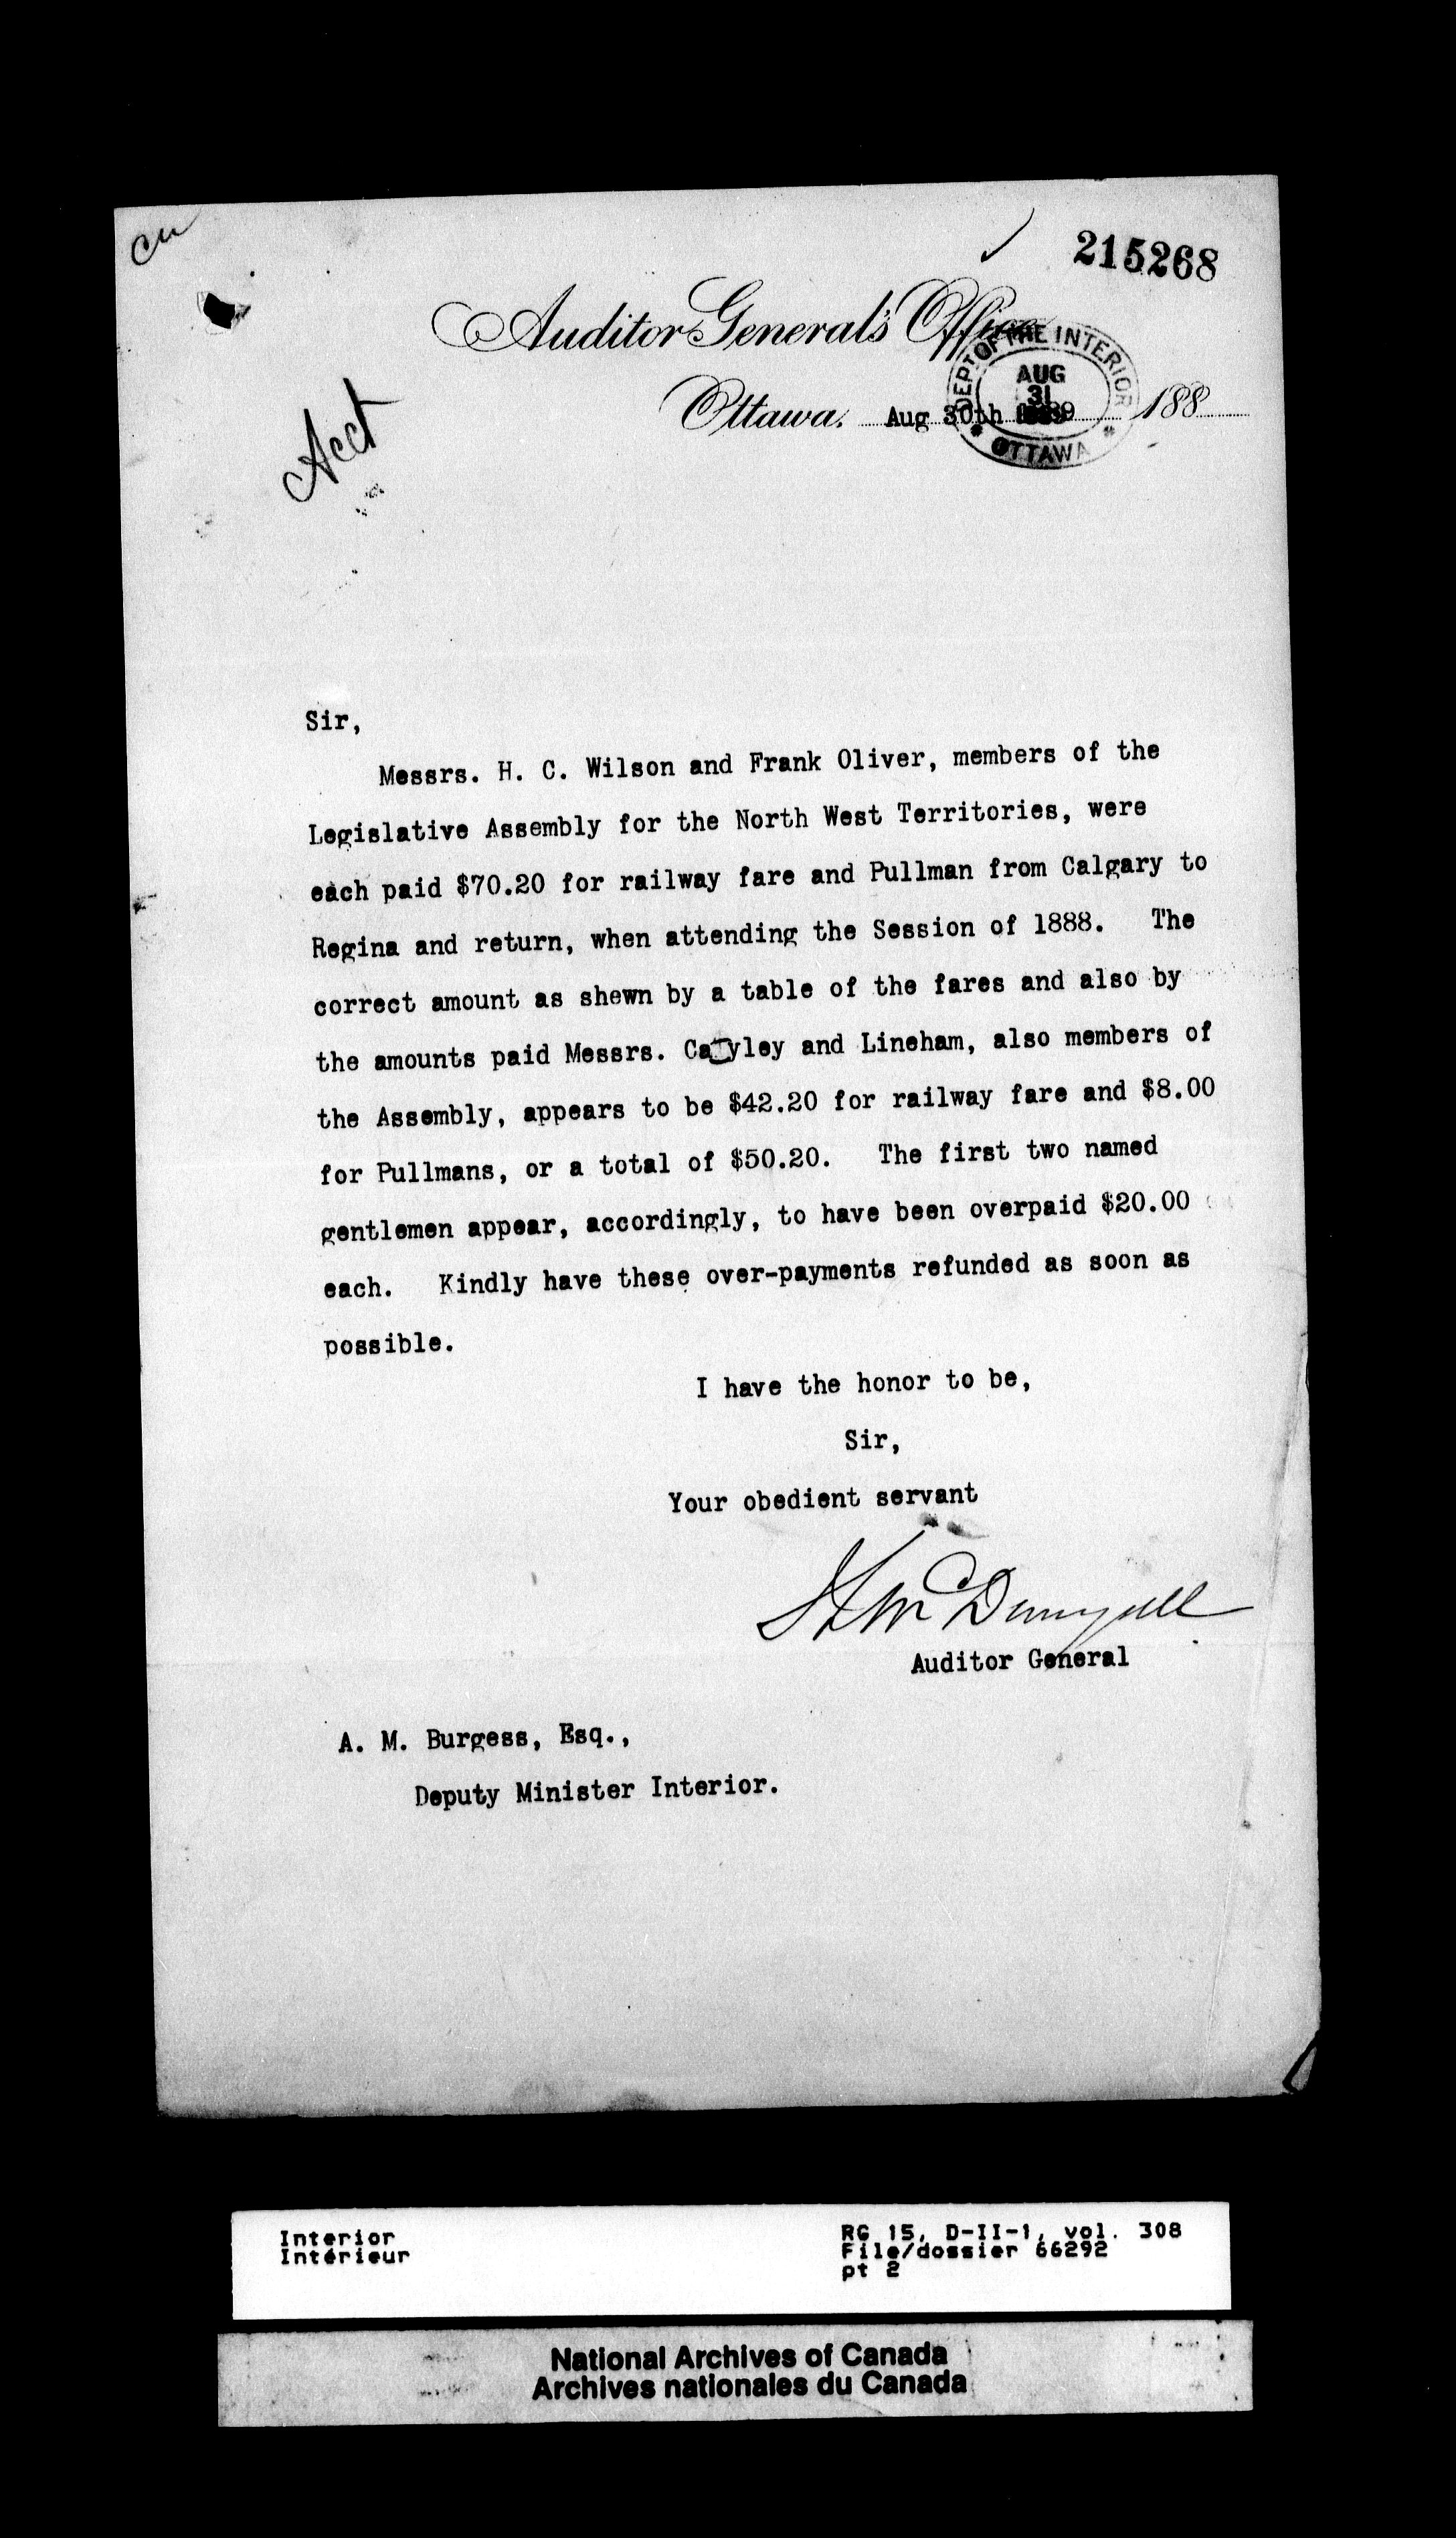 cu
215268
Auditor General's Office
DEPT OF THE INTERIOR
AUG
31
1889
OTTAWA
Ottawa. Aug 30th 188
Acct
Sir,
Messrs. H. C. Wilson and Frank Oliver, members of the
Legislative Assembly for the North West Territories, were
each paid $70.20 for railway fare and Pullman from Calgary to
Regina and return, when attending the Session of 1888. The
correct amount as shewn by a table of the fares and also by
the amounts paid Messrs. Cayley and Lineham, also members of
the Assembly, appears to be $42.20 for railway fare and $8.00
for Pullmans, or a total of $50.20. The first two named
gentlemen appear, accordingly, to have been overpaid $20.00
each. Kindly have these over-payments refunded as soon as
possible.
I have the honor to be,
Sir,
Your obedient servant
J L McDougall
Auditor General
A. M. Burgess, Esq.,
Deputy Minister Interior.
Interior
Intérieur
RG 15, D-II-1, vol. 308
File/dossier 66292
pt 2
National Archives of Canada
Archives nationales du Canada